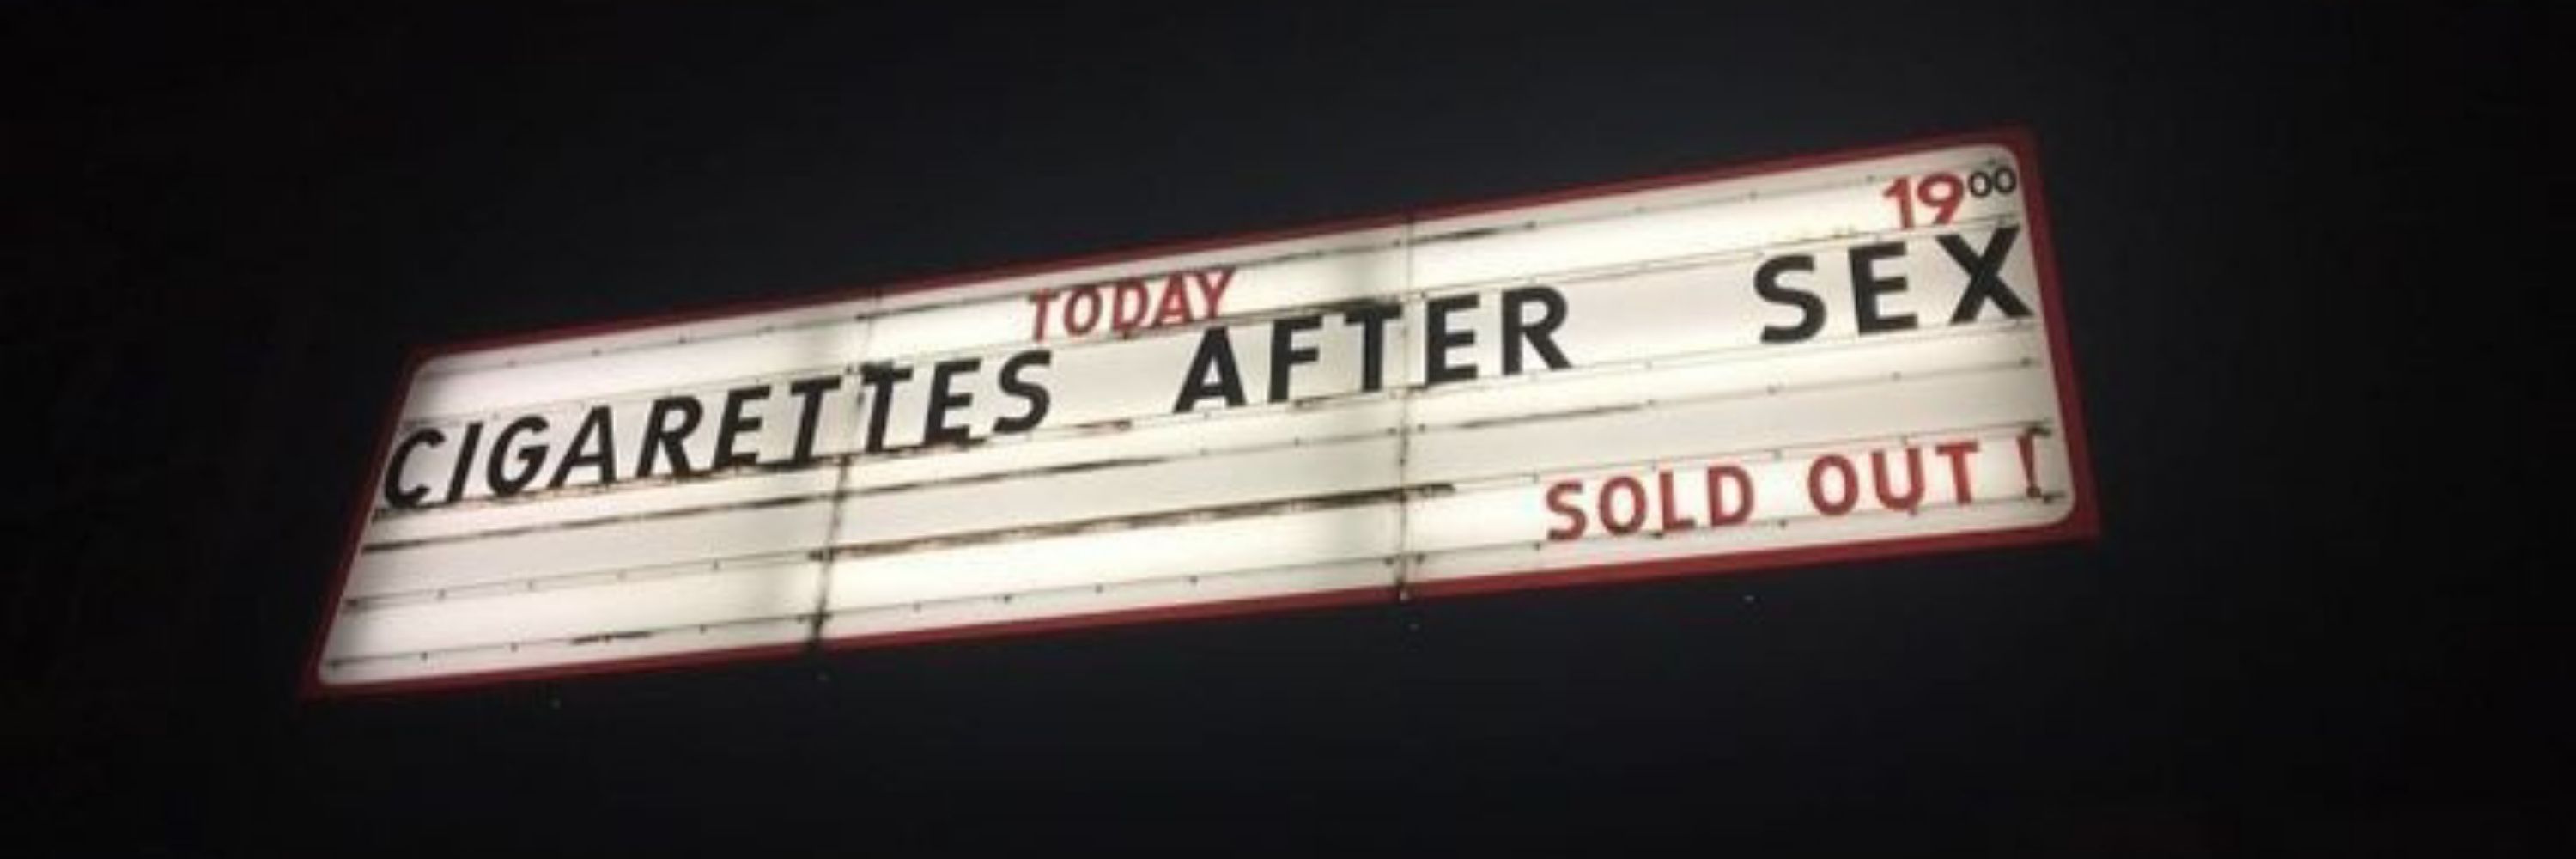 TODAY 19⁰⁰
CIGARETTES AFTER SEX
SOLD OUT!